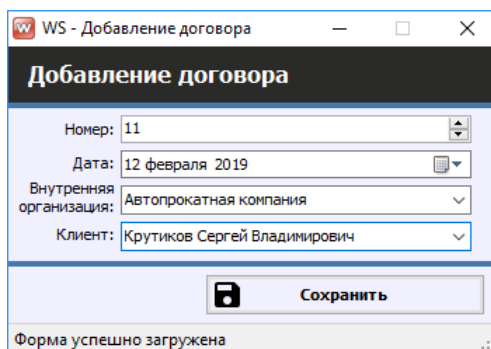 WS - Добавление договора
Добавление договора
Номер: 11
Дата: 12 февраля 2019
Внутренняя
организация: Автопрокатная компания
Клиент: Крутиков Сергей Владимирович
Сохранить
Форма успешно загружена